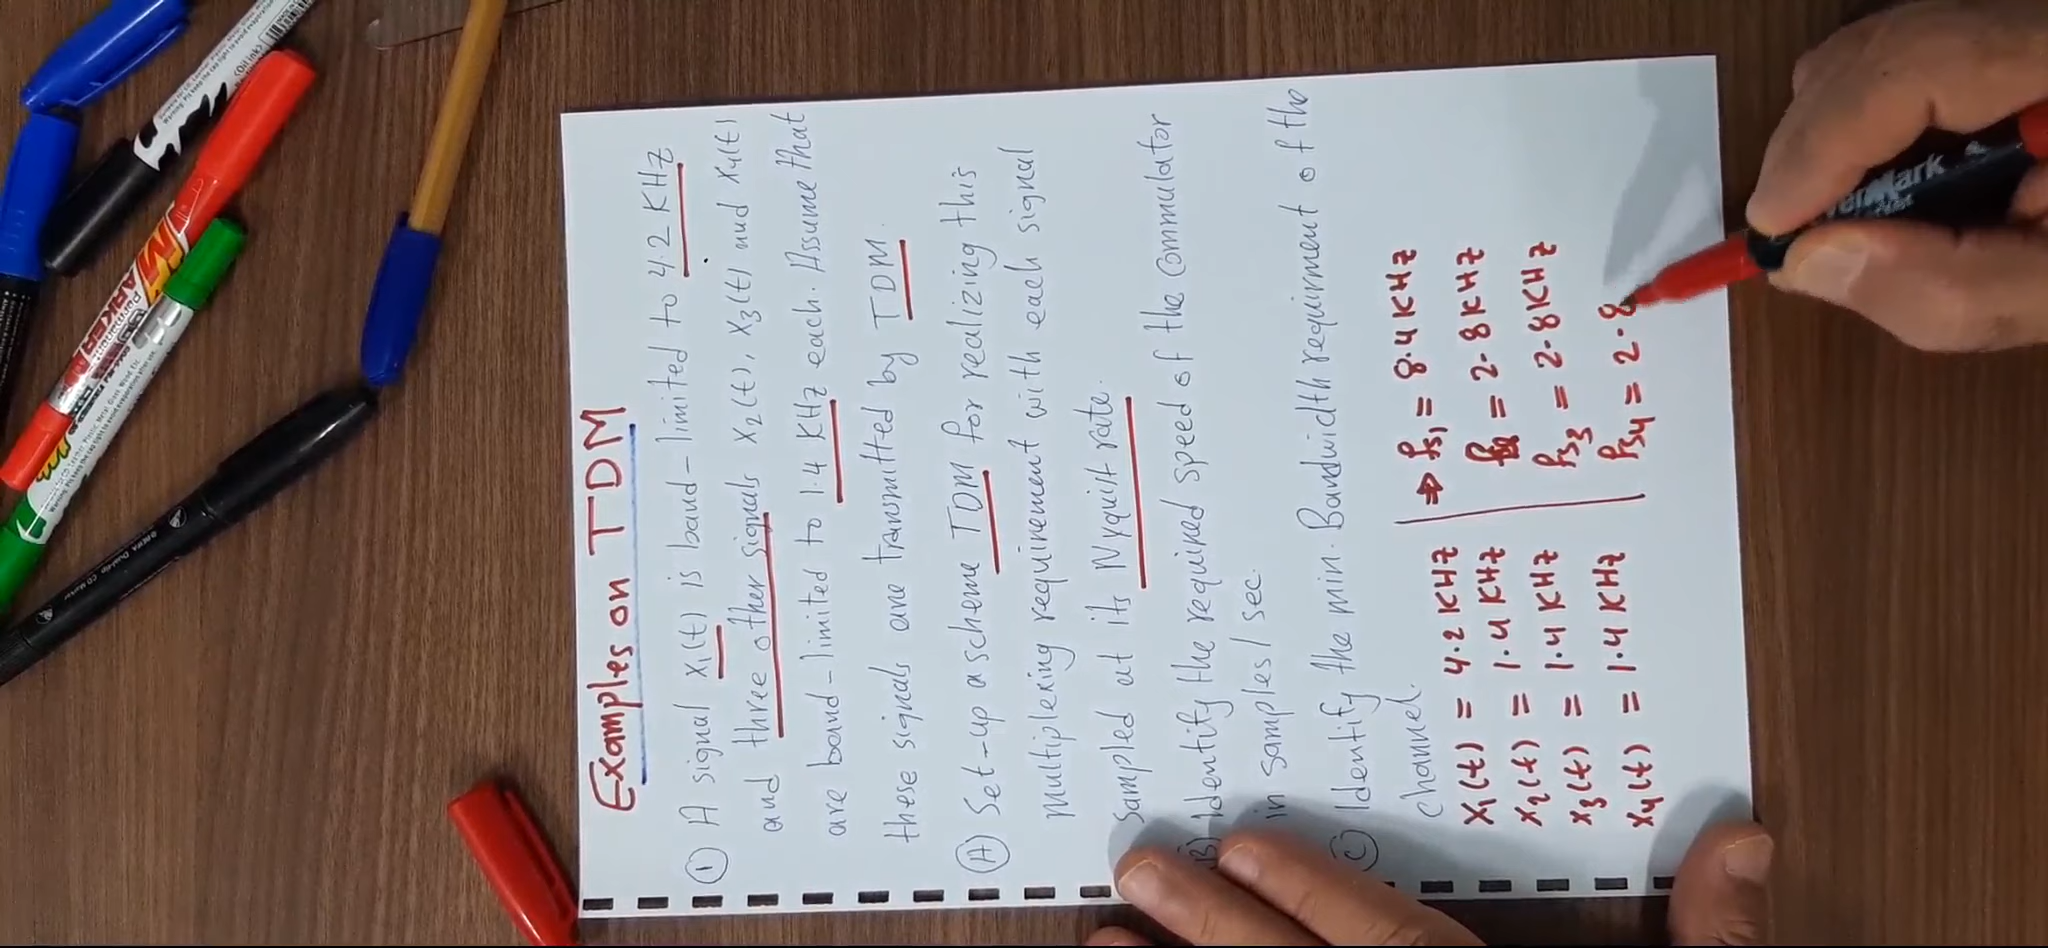 Examples on TDM
① A signal x1(t) is band-limited to 4.2 KHz
and three other signals x2(t), x3(t) and x4(t)
are band-limited to 1.4 KHz each. Assume that
these signals are transmitted by TDM.
Ⓐ Set-up a scheme TDM for realizing this
Multiplexing requirement with each signal
Sampled at its Nyquist rate.
B) Identify the required speed of the Commutator
in samples/sec.
Ⓒ Identify the min. Bandwidth requirment of the
channel.
x1(t) = 4.2 KHz ⇒ fs1 = 8.4 KHz
x2(t) = 1.4 KHz = 2.8 KHz
x3(t) = 1.4 KHz fs3 = 2.8 KHz
x4(t) = 1.4 KHz fs4 = 2.8
MARKER